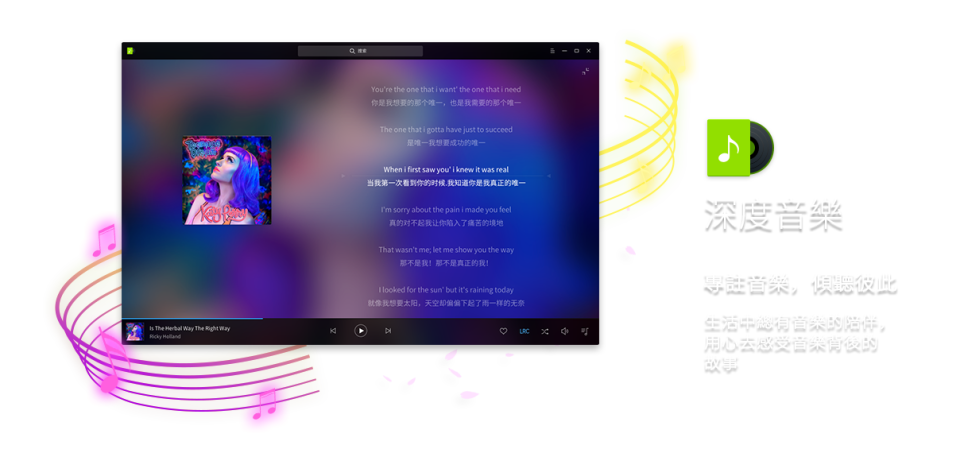 搜索
You're the one that i want' the one that i need
你是我想要的那个唯一，也是我需要的那个唯一
The one that i gotta have just to succeed
是唯一我想要成功的唯一
When i first saw you' i knew it was real
当我第一次看到你的时候,我知道你是我真正的唯一
I'm sorry about the pain i made you feel
真的对不起我让你陷入了痛苦的境地
That wasn't me; let me show you the way
那不是我！那不是真正的我！
I looked for the sun' but it's raining today
就像我想要太阳，天空却偏偏下起了雨一样的无奈
Katy Perry
Is The Herbal Way The Right Way
Ricky Holland
LRC
深度音樂
專註音樂，傾聽彼此
生活中總有音樂的陪伴，
用心去感受音樂背後的
故事